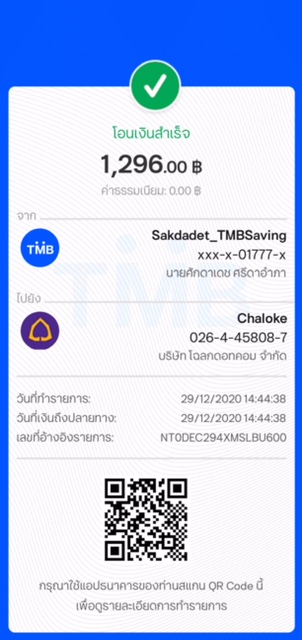 โอนเงินสำเร็จ
1,296.00 ฿
ค่าธรรมเนียม: 0.00 ฿
จาก
TMB
Sakdadet_TMBSaving
xxx-x-01777-x
นายศักดาเดช ศรีดาอำภา
TMB
ไปยัง
Chaloke
026-4-45808-7
บริษัท โฉลกดอทคอม จำกัด
วันที่ทำรายการ: 29/12/2020 14:44:38
วันที่เงินถึงปลายทาง: 29/12/2020 14:44:38
เลขที่อ้างอิงรายการ: NT0DEC294XMSLBU600
กรุณาใช้แอปธนาคารของท่านสแกน QR Code นี้
เพื่อดูรายละเอียดการทำรายการ